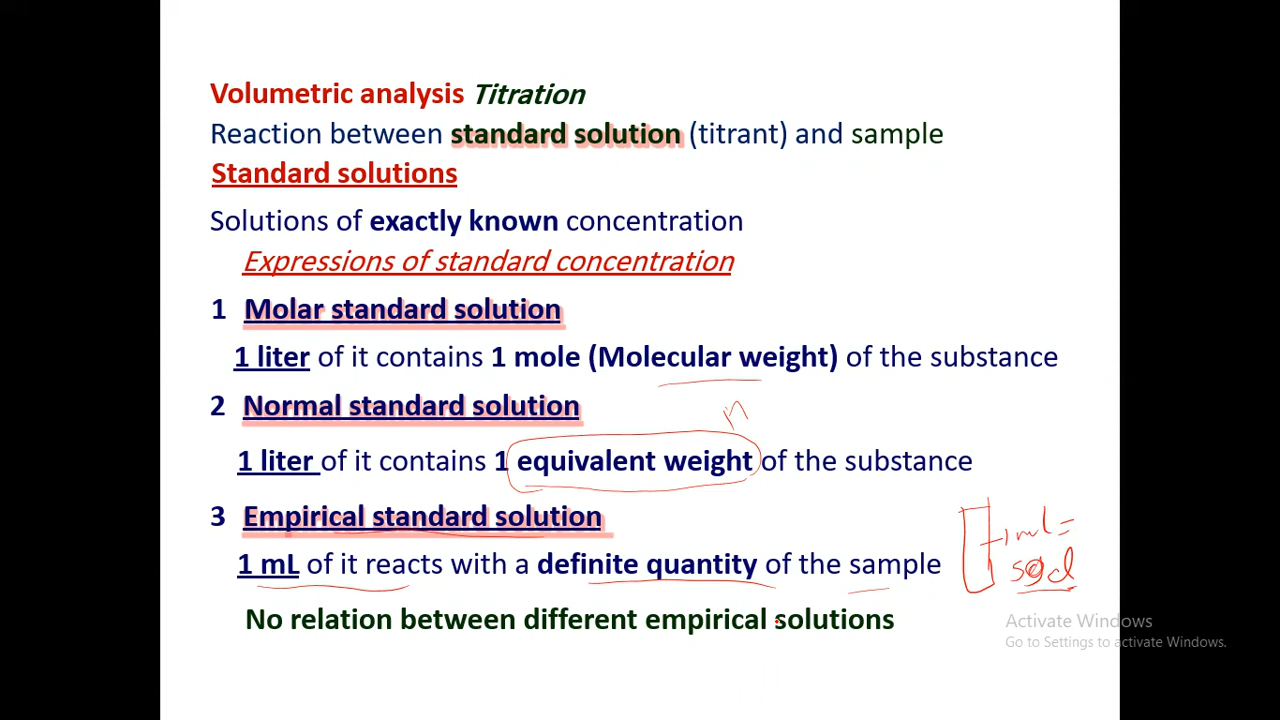 Volumetric analysis Titration
Reaction between standard solution (titrant) and sample
Standard solutions
Solutions of exactly known concentration
Expressions of standard concentration
1 Molar standard solution
1 liter of it contains 1 mole (Molecular weight) of the substance
2 Normal standard solution
n
1 liter of it contains 1 equivalent weight of the substance
3 Empirical standard solution
1 ml =
1 mL of it reacts with a definite quantity of the sample
No relation between different empirical solutions
Activate Windows
Go to Settings to activate Windows.